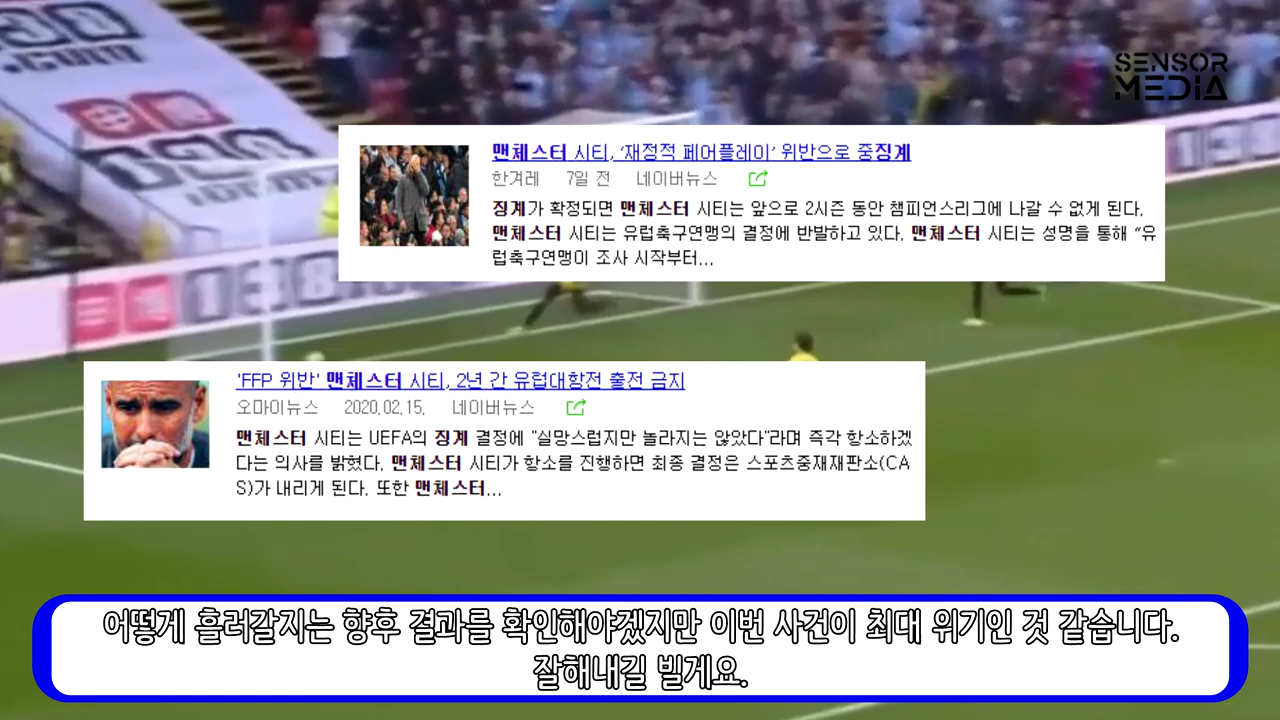 SENSOR
MEDIA
맨체스터 시티, '재정적 페어플레이' 위반으로 중징계
한겨레 7일 전 네이버뉴스
징계가 확정되면 맨체스터 시티는 앞으로 2시즌 동안 챔피언스리그에 나갈 수 없게 된다.
맨체스터 시티는 유럽축구연맹의 결정에 반발하고 있다. 맨체스터 시티는 성명을 통해 “유
럽축구연맹이 조사 시작부터...
'FFP 위반' 맨체스터 시티, 2년 간 유럽대항전 출전 금지
오마이뉴스 2020.02.15. 네이버뉴스
맨체스터 시티는 UEFA의 징계 결정에 "실망스럽지만 놀라지는 않았다"라며 즉각 항소하겠
다는 의사를 밝혔다. 맨체스터 시티가 항소를 진행하면 최종 결정은 스포츠중재재판소(CA
S)가 내리게 된다. 또한 맨체스터...
어떻게 흘러갈지는 향후 결과를 확인해야겠지만 이번 사건이 최대 위기인 것 같습니다.
잘해내길 빌게요.